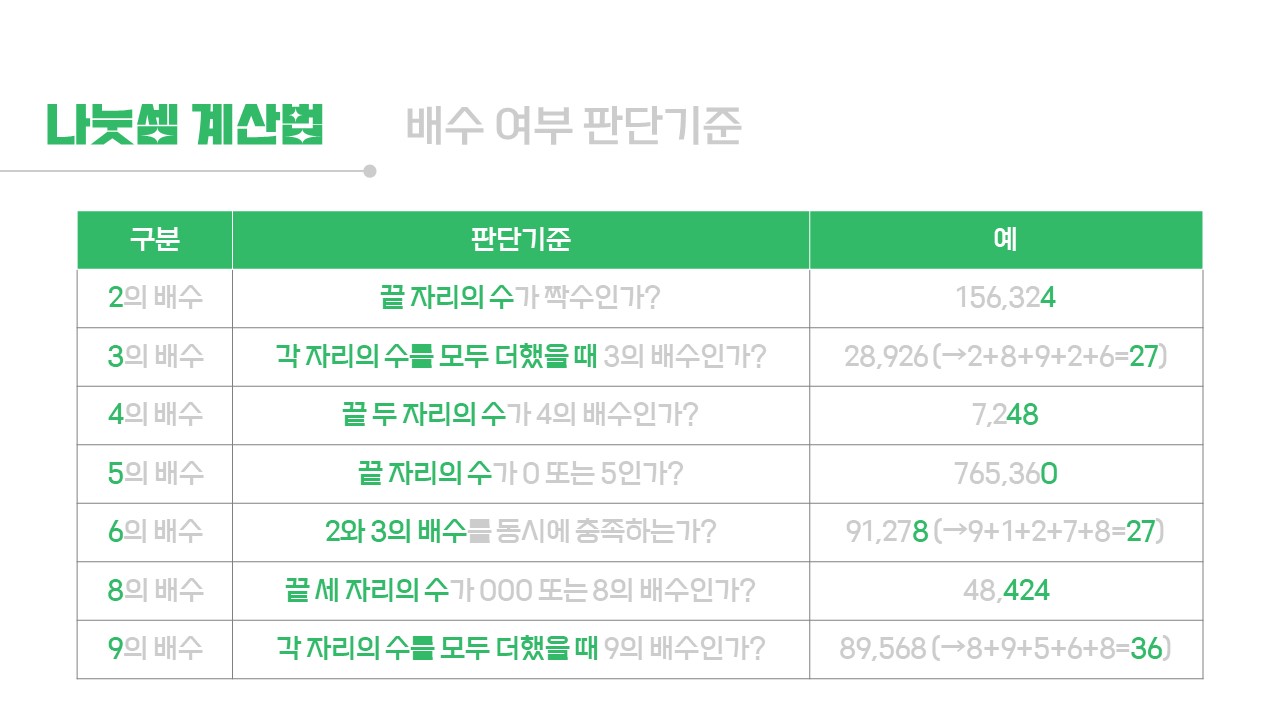 나눗셈 계산법
배수 여부 판단기준
구분 판단기준 예
2의 배수 끝 자리의 수가 짝수인가? 156,324
3의 배수 각 자리의 수를 모두 더했을 때 3의 배수인가? 28,926 (→2+8+9+2+6=27)
4의 배수 끝 두 자리의 수가 4의 배수인가? 7,248
5의 배수 끝 자리의 수가 0 또는 5인가? 765,360
6의 배수 2와 3의 배수를 동시에 충족하는가? 91,278 (→9+1+2+7+8=27)
8의 배수 끝 세 자리의 수가 000 또는 8의 배수인가? 48,424
9의 배수 각 자리의 수를 모두 더했을 때 9의 배수인가? 89,568 (→8+9+5+6+8=36)